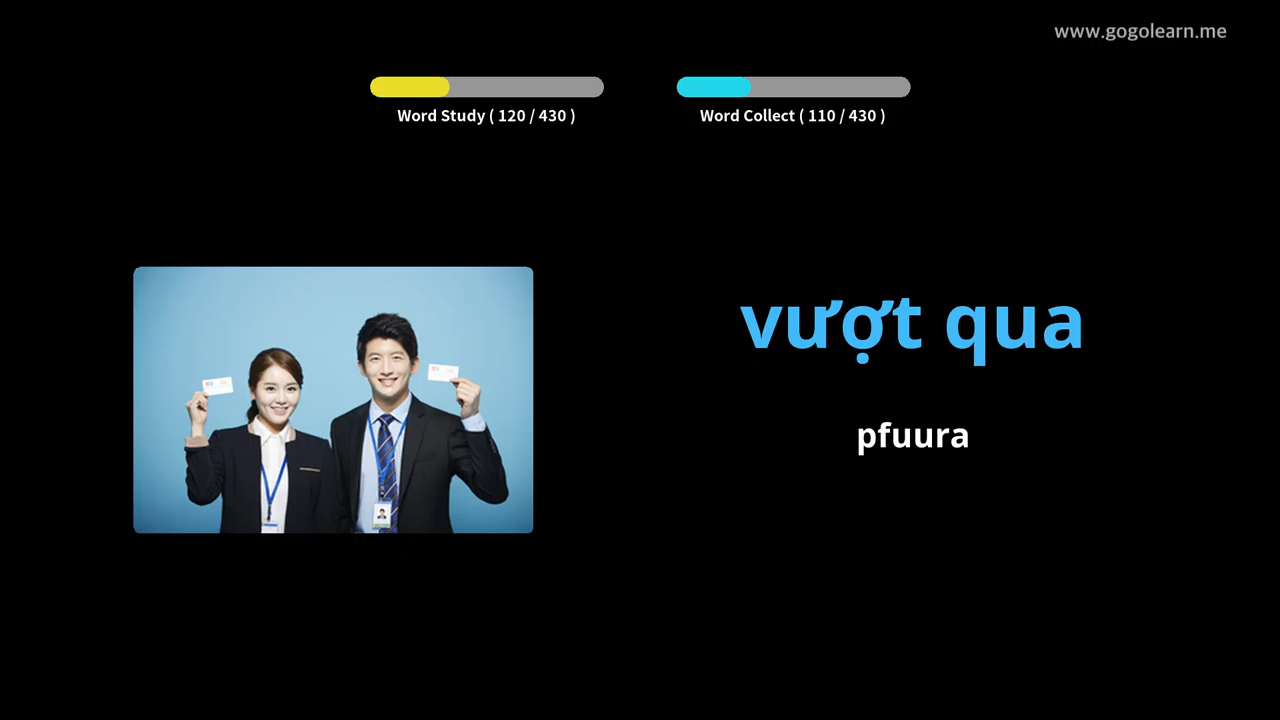 www.gogolearn.me
Word Study ( 120 / 430 )
Word Collect ( 110 / 430 )
vượt qua
pfuura